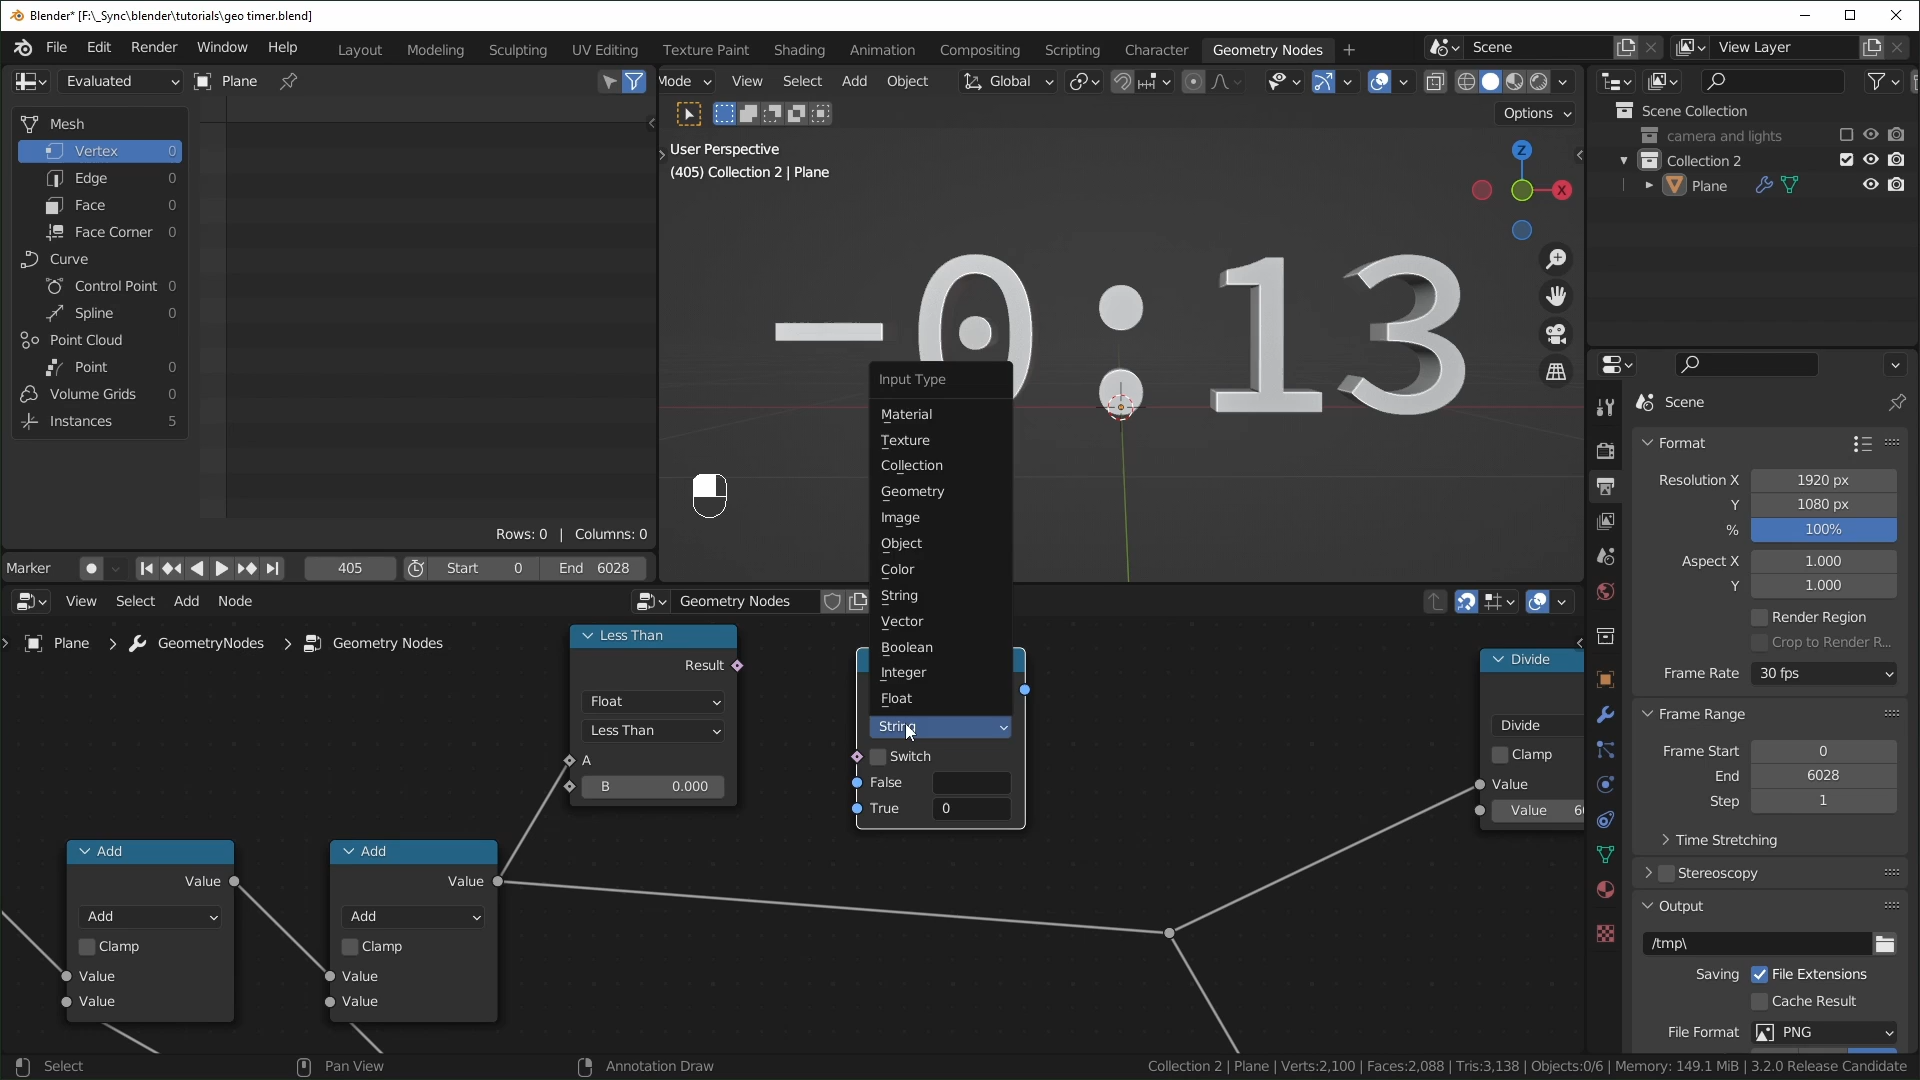 Blender* [F:\_Sync\blender\tutorials\geo timer.blend]
File Edit Render Window Help
Layout Modeling Sculpting UV Editing Texture Paint Shading Animation Compositing Scripting Character Geometry Nodes +
Scene
View Layer
Evaluated
Plane
Mode View Select Add Object
Global
Options
Mesh
Vertex 0
Edge 0
Face 0
Face Corner 0
Curve
Control Point 0
Spline 0
Point Cloud
Point 0
Volume Grids 0
Instances 5
Rows: 0 | Columns: 0
User Perspective
(405) Collection 2 | Plane
Z
X
-0:13
Scene Collection
camera and lights
Collection 2
Plane
Marker
405
Start 0
End 6028
View Select Add Node
Geometry Nodes
Plane > GeometryNodes > Geometry Nodes
Input Type
Material
Texture
Collection
Geometry
Image
Object
Color
String
Vector
Boolean
Integer
Float
String
Switch
False
True 0
Less Than
Result
Float
Less Than
A
B 0.000
Add
Value
Add
Clamp
Value
Value
Add
Value
Add
Clamp
Value
Value
Divide
Divide
Clamp
Value
Value
Scene
Format
Resolution X 1920 px
Y 1080 px
% 100%
Aspect X 1.000
Y 1.000
Render Region
Crop to Render R...
Frame Rate 30 fps
Frame Range
Frame Start 0
End 6028
Step 1
Time Stretching
Stereoscopy
Output
/tmp\
Saving File Extensions
Cache Result
File Format PNG
Select
Pan View
Annotation Draw
Collection 2 | Plane | Verts:2,100 | Faces:2,088 | Tris:3,138 | Objects:0/6 | Memory: 149.1 MiB | 3.2.0 Release Candidate